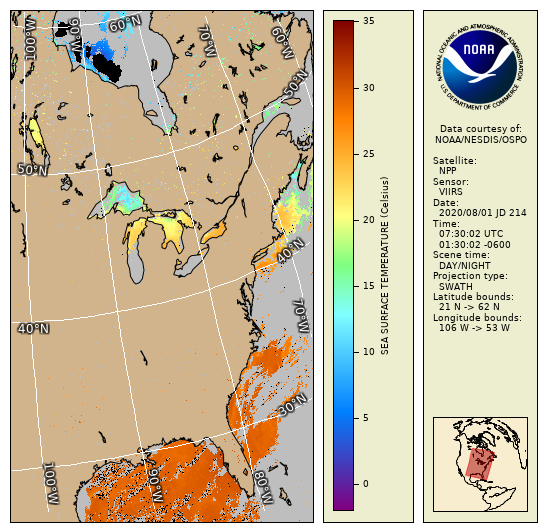 100°W
90°W
60°N
70°W
60°W
50°N
50°N
40°N
40°N
70°W
30°N
100°W
90°W
80°W
35
30
25
20
15
10
5
0
SEA SURFACE TEMPERATURE (Celsius)
NATIONAL OCEANIC AND ATMOSPHERIC ADMINISTRATION
NOAA
U.S. DEPARTMENT OF COMMERCE
Data courtesy of:
NOAA/NESDIS/OSPO
Satellite:
NPP
Sensor:
VIIRS
Date:
2020/08/01 JD 214
Time:
07:30:02 UTC
01:30:02 -0600
Scene time:
DAY/NIGHT
Projection type:
SWATH
Latitude bounds:
21 N -> 62 N
Longitude bounds:
106 W -> 53 W